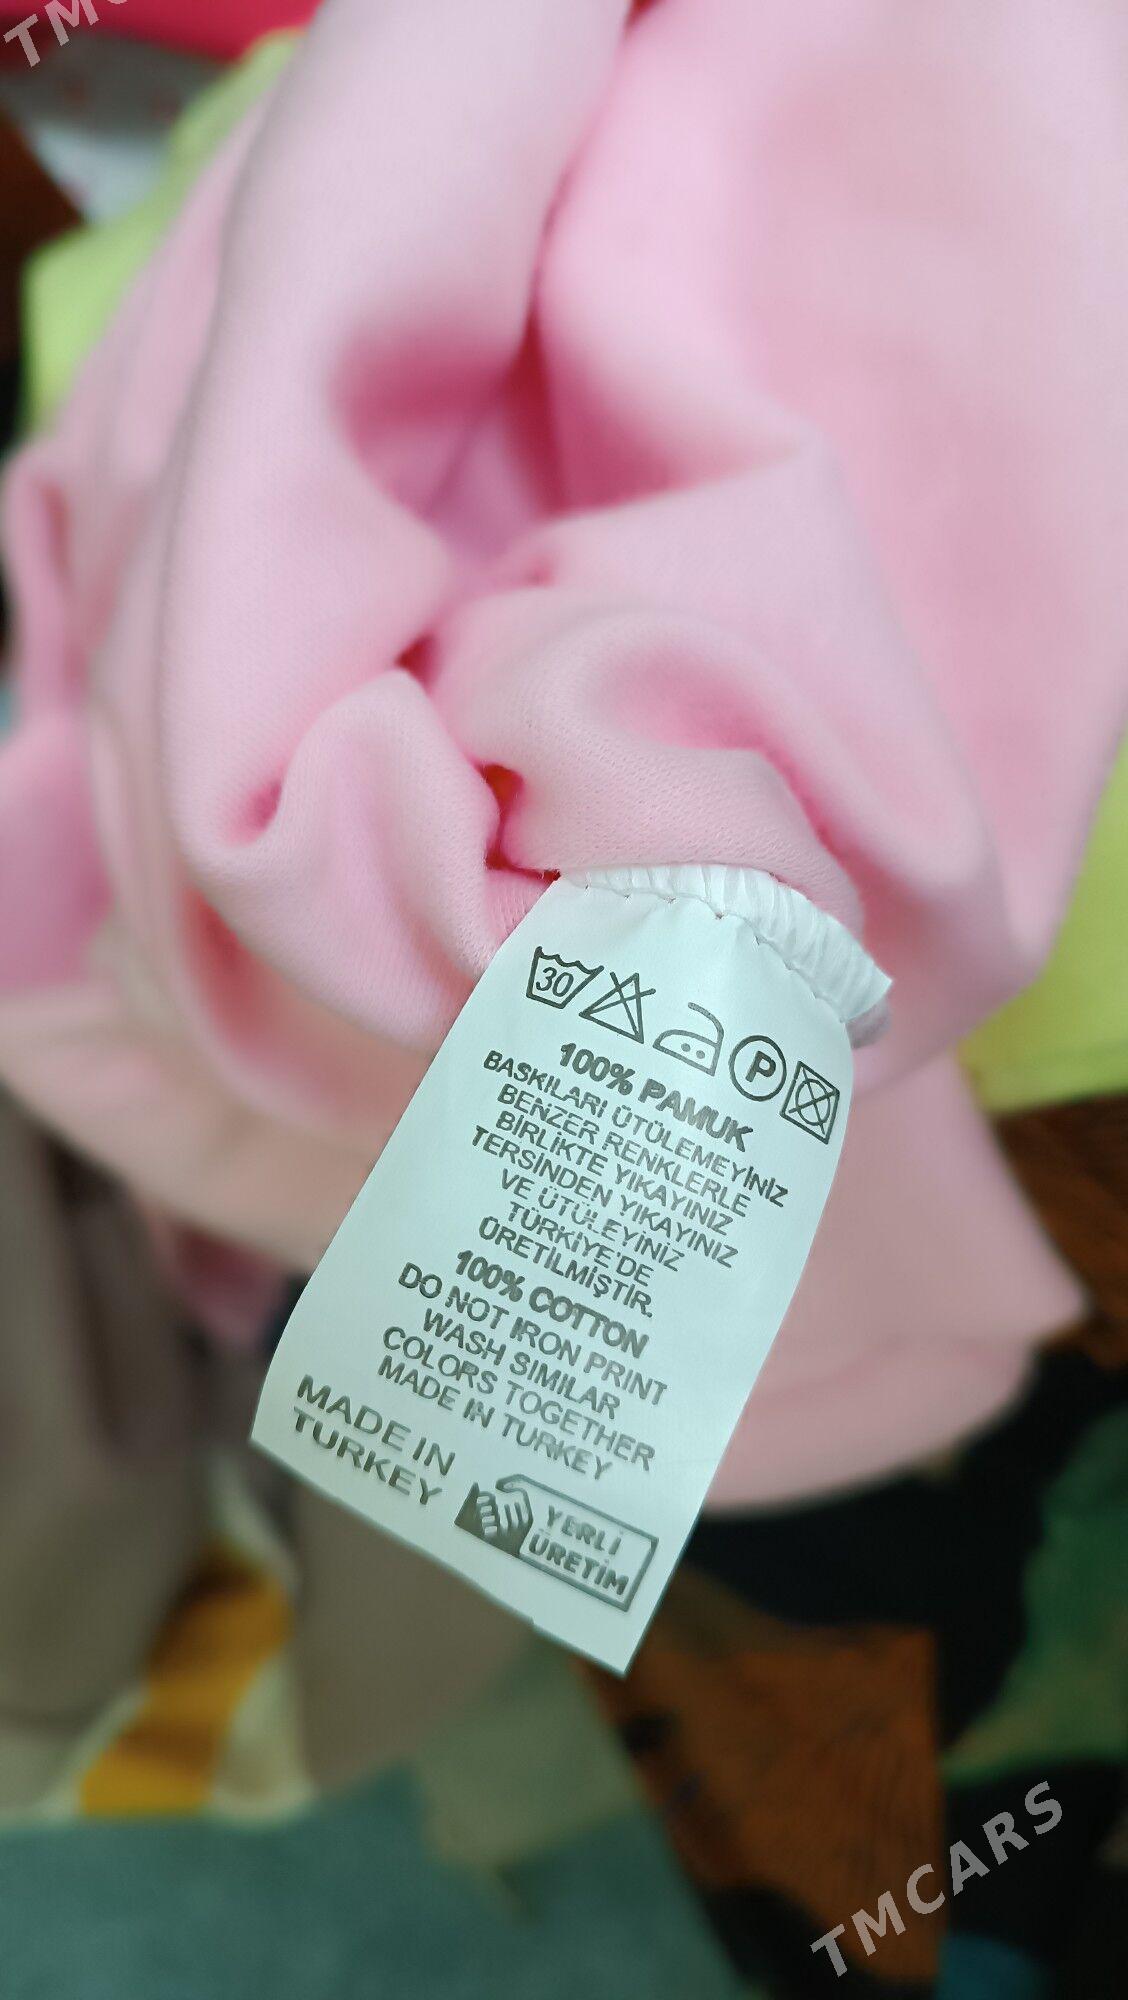 TMC
30
P
100% PAMUK
BASKILARI ÜTÜLEMEYİNİZ
BENZER RENKLERLE
BİRLİKTE YIKAYINIZ
TERSİNDEN YIKAYINIZ
VE ÜTÜLEYİNİZ
TÜRKİYE'DE
ÜRETİLMİŞTİR.
100% COTTON
DO NOT IRON PRINT
WASH SIMILAR
COLORS TOGETHER
MADE IN TURKEY
MADE IN
TURKEY
YERLİ
ÜRETİM
TMCARS